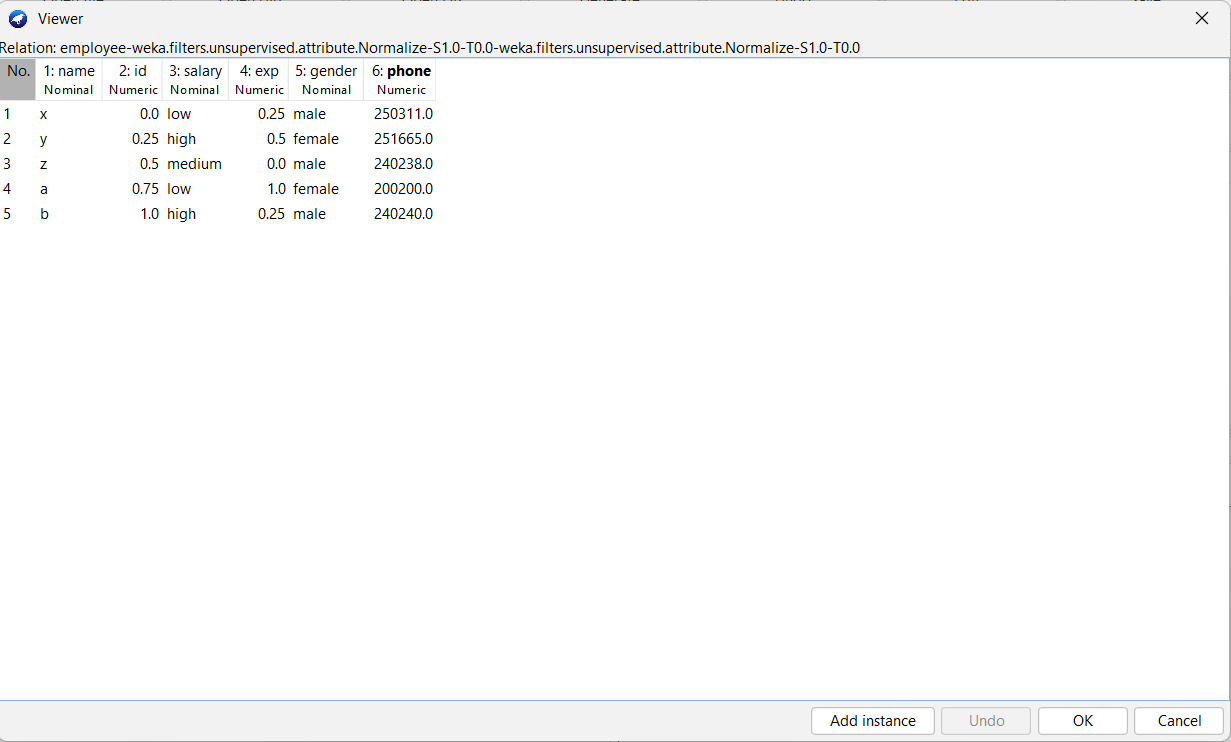 Viewer
Relation: employee-weka.filters.unsupervised.attribute.Normalize-S1.0-T0.0-weka.filters.unsupervised.attribute.Normalize-S1.0-T0.0
No. 1: name 2: id 3: salary 4: exp 5: gender 6: phone
Nominal Numeric Nominal Numeric Nominal Numeric
1 x 0.0 low 0.25 male 250311.0
2 y 0.25 high 0.5 female 251665.0
3 z 0.5 medium 0.0 male 240238.0
4 a 0.75 low 1.0 female 200200.0
5 b 1.0 high 0.25 male 240240.0
Add instance Undo OK Cancel